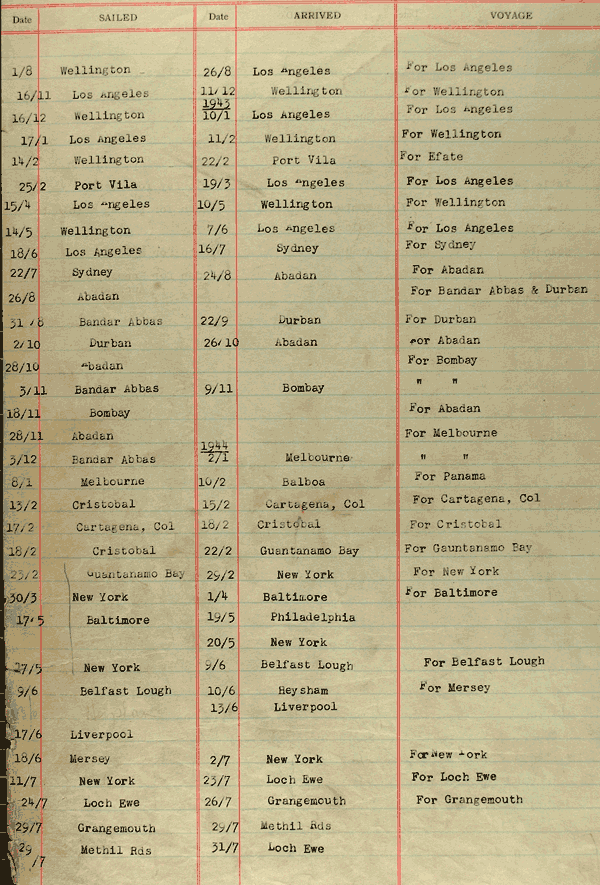 Date SAILED Date ARRIVED VOYAGE
1/8 Wellington 26/8 Los Angeles For Los Angeles
16/11 Los Angeles 11/12 Wellington For Wellington
1943
16/12 Wellington 10/1 Los Angeles For Los Angeles
17/1 Los Angeles 11/2 Wellington For Wellington
14/2 Wellington 22/2 Port Vila For Efate
25/2 Port Vila 19/3 Los Angeles For Los Angeles
15/4 Los Angeles 10/5 Wellington For Wellington
14/5 Wellington 7/6 Los Angeles For Los Angeles
18/6 Los Angeles 16/7 Sydney For Sydney
22/7 Sydney 24/8 Abadan For Abadan
26/8 Abadan For Bandar Abbas & Durban
31/8 Bandar Abbas 22/9 Durban For Durban
2/10 Durban 26/10 Abadan For Abadan
28/10 Abadan For Bombay
3/11 Bandar Abbas 9/11 Bombay " "
18/11 Bombay For Abadan
28/11 Abadan For Melbourne
1944
3/12 Bandar Abbas 2/1 Melbourne " "
8/1 Melbourne 10/2 Balboa For Panama
13/2 Cristobal 15/2 Cartagena, Col For Cartagena, Col
17/2 Cartagena, Col 18/2 Cristobal For Cristobal
18/2 Cristobal 22/2 Guantanamo Bay For Gauntanamo Bay
23/2 Guantanamo Bay 29/2 New York For New York
30/3 New York 1/4 Baltimore For Baltimore
17/5 Baltimore 19/5 Philadelphia
20/5 New York
27/5 New York 9/6 Belfast Lough For Belfast Lough
9/6 Belfast Lough 10/6 Heysham For Mersey
13/6 Liverpool
17/6 Liverpool
18/6 Mersey 2/7 New York For New York
11/7 New York 23/7 Loch Ewe For Loch Ewe
24/7 Loch Ewe 26/7 Grangemouth For Grangemouth
29/7 Grangemouth 29/7 Methil Rds
29/7 Methil Rds 31/7 Loch Ewe